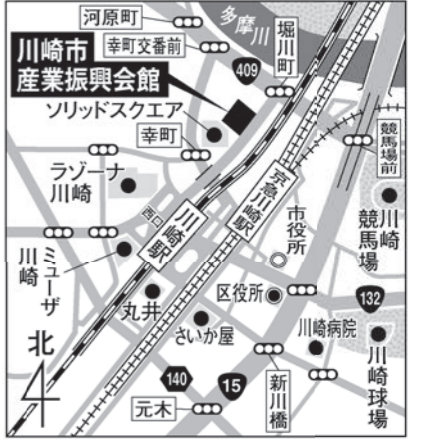 河原町
多摩川
堀川町
幸町交番前
川崎市
産業振興会館
409
ソリッドスクエア
幸町
競馬場前
ラゾーナ
川崎
西口
川崎駅
京急川崎駅
市役所
川崎
競馬場
ミューザ
川崎
丸井
区役所
132
さいか屋
川崎病院
川崎球場
北
140
15
新川橋
元木